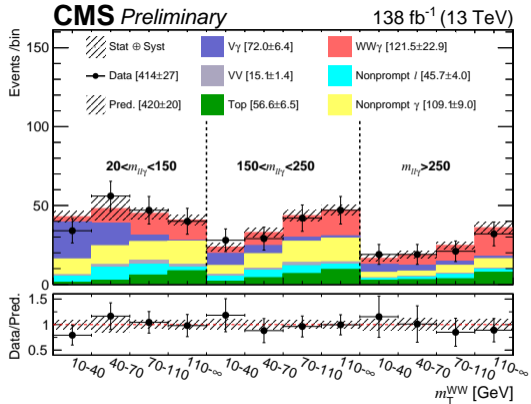 CMS Preliminary 138 fb⁻¹ (13 TeV)
Events /bin
150
100
50
0
Stat ⊕ Syst
Vγ [72.0±6.4]
WWγ [121.5±22.9]
Data [414±27]
VV [15.1±1.4]
Nonprompt l [45.7±4.0]
Pred. [420±20]
Top [56.6±6.5]
Nonprompt γ [109.1±9.0]
20<m_llγ<150
150<m_llγ<250
m_llγ>250
Data/Pred.
1.5
1
0.5
10-40 40-70 70-110 110-∞ 10-40 40-70 70-110 110-∞ 10-40 40-70 70-110 110-∞
m_T^WW [GeV]